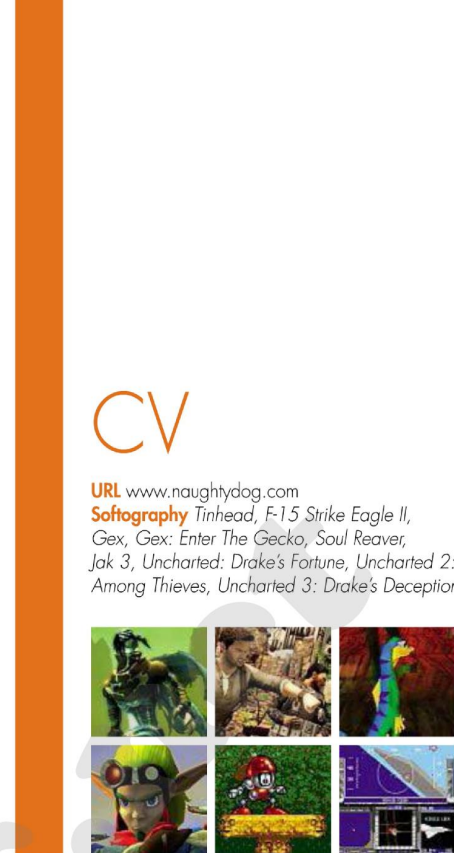 CV
URL www.naughtydog.com
Softography Tinhead, F-15 Strike Eagle II,
Gex, Gex: Enter The Gecko, Soul Reaver,
Jak 3, Uncharted: Drake's Fortune, Uncharted 2:
Among Thieves, Uncharted 3: Drake's Deception